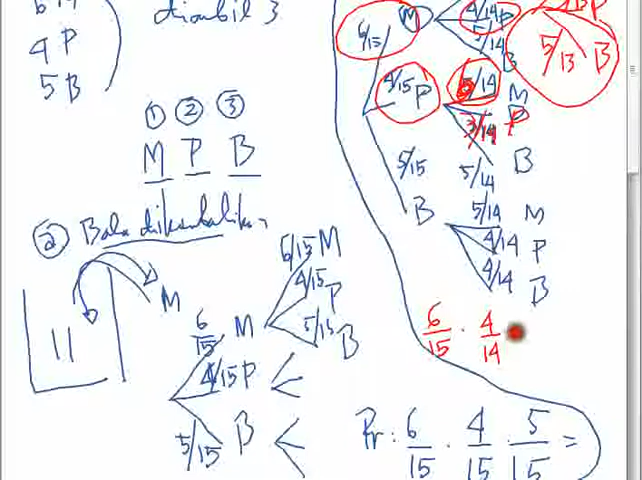 diambil 3
4 P
5 B
① ② ③
M P B
ⓐ Bola dikembalikan
M
6/15 M
4/15 P
5/15 B
6/15 M
4/15 P
5/15 B
6/15 M
4/14 P
5/14 B
5/13 B
4/15 P
5/14 M
3/14 P
5/14 B
5/15 B
5/14 M
4/14 P
4/14 B
6/15 · 4/14
Pr : 6/15 · 4/15 · 5/15 =